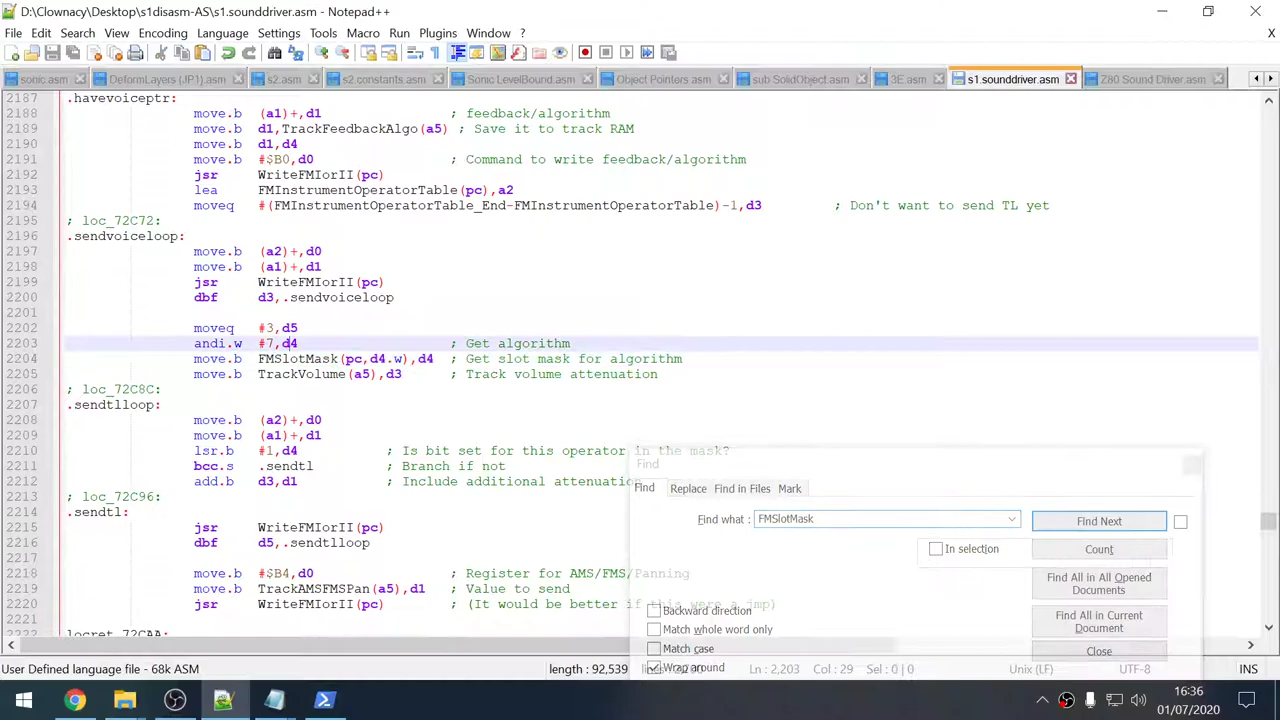 D:\Clownacy\Desktop\s1disasm-AS\s1.sounddriver.asm - Notepad++
File Edit Search View Encoding Language Settings Tools Macro Run Plugins Window ? X
sonic.asm DeformLayers (JP1).asm s2.asm s2.constants.asm Sonic LevelBound.asm Object Pointers.asm sub SolidObject.asm 3E.asm s1.sounddriver.asm Z80 Sound Driver.asm
2187 .havevoiceptr:
2188 move.b (a1)+,d1 ; feedback/algorithm
2189 move.b d1,TrackFeedbackAlgo(a5) ; Save it to track RAM
2190 move.b d1,d4
2191 move.b #$B0,d0 ; Command to write feedback/algorithm
2192 jsr WriteFMIorII(pc)
2193 lea FMInstrumentOperatorTable(pc),a2
2194 moveq #(FMInstrumentOperatorTable_End-FMInstrumentOperatorTable)-1,d3 ; Don't want to send TL yet
2195 ; loc_72C72:
2196 .sendvoiceloop:
2197 move.b (a2)+,d0
2198 move.b (a1)+,d1
2199 jsr WriteFMIorII(pc)
2200 dbf d3,.sendvoiceloop
2201
2202 moveq #3,d5
2203 andi.w #7,d4 ; Get algorithm
2204 move.b FMSlotMask(pc,d4.w),d4 ; Get slot mask for algorithm
2205 move.b TrackVolume(a5),d3 ; Track volume attenuation
2206 ; loc_72C8C:
2207 .sendtlloop:
2208 move.b (a2)+,d0
2209 move.b (a1)+,d1
2210 lsr.b #1,d4 ; Is bit set for this operator in the mask?
2211 bcc.s .sendtl ; Branch if not
2212 add.b d3,d1 ; Include additional attenuation
2213 ; loc_72C96:
2214 .sendtl:
2215 jsr WriteFMIorII(pc)
2216 dbf d5,.sendtlloop
2217
2218 move.b #$B4,d0 ; Register for AMS/FMS/Panning
2219 move.b TrackAMSFMSPan(a5),d1 ; Value to send
2220 jsr WriteFMIorII(pc) ; (It would be better if this were a jmp)
2221
locret_72CAA:
Find
Find Replace Find in Files Mark
Find what : FMSlotMask Find Next
In selection Count
Find All in All Opened Documents
Backward direction
Match whole word only
Find All in Current Document
Match case
Wrap around
Close
User Defined language file - 68k ASM length : 92,539 Ln : 2,203 Col : 29 Sel : 0 | 0 Unix (LF) UTF-8 INS
16:36
01/07/2020